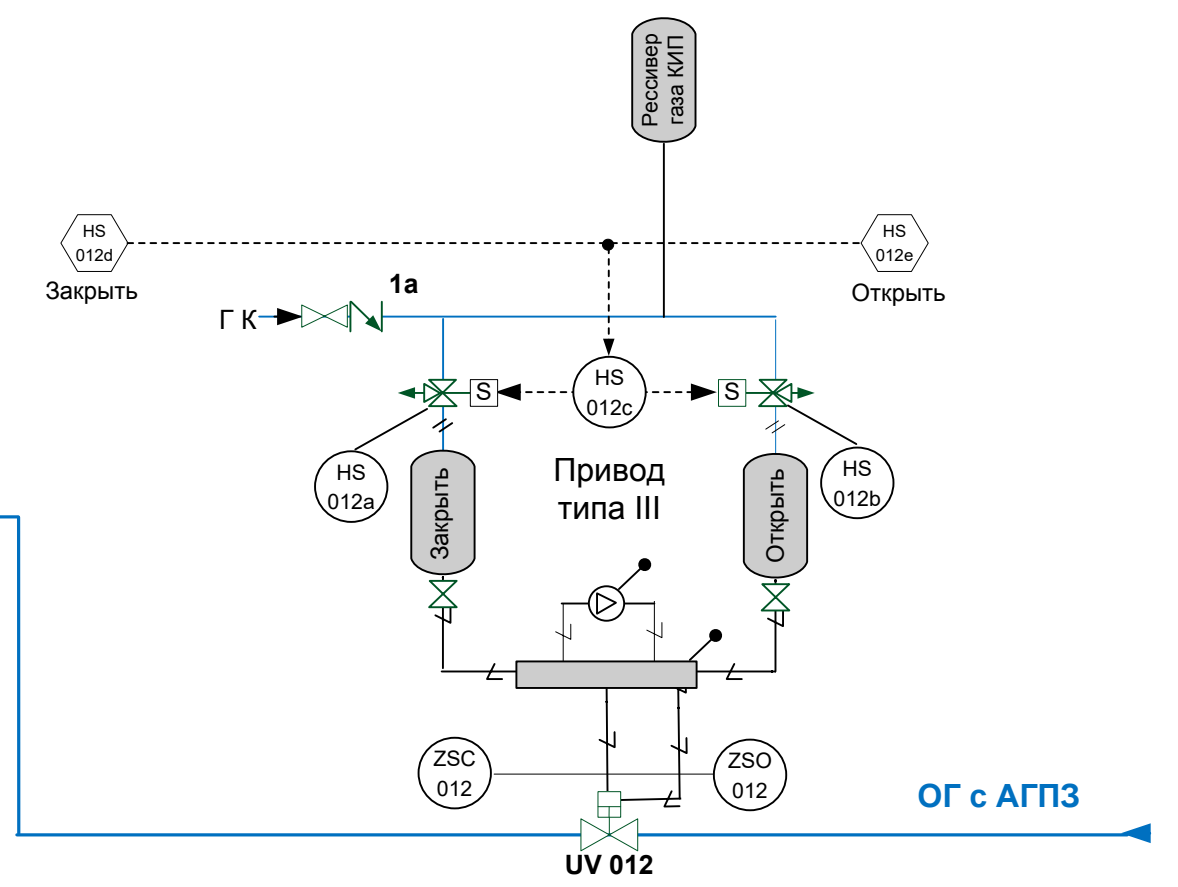 Рессивер
газа КИП
HS
012d
Закрыть
HS
012e
Открыть
1а
Г К
HS
012c
S
S
HS
012a
HS
012b
Закрыть
Привод
типа III
Открыть
ZSC
012
ZSO
012
ОГ с АГПЗ
UV 012